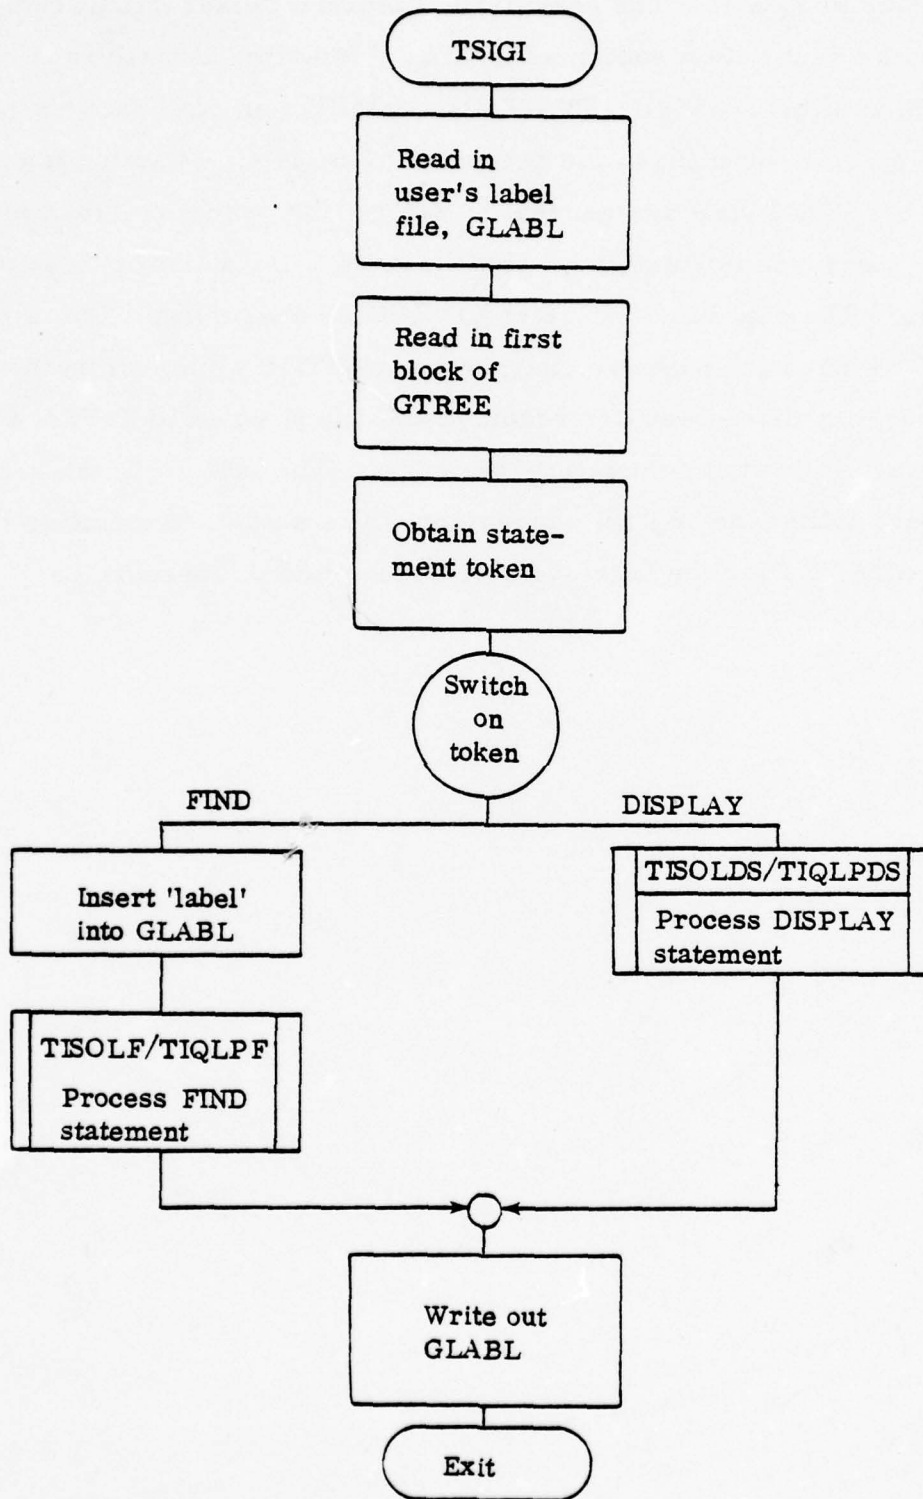 TSIGI
Read in
user's label
file, GLABL
Read in first
block of
GTREE
Obtain state-
ment token
Switch
on
token
FIND
DISPLAY
Insert 'label'
into GLABL
TISOLDS/TIQLPDS
Process DISPLAY
statement
TISOLF/TIQLPF
Process FIND
statement
Write out
GLABL
Exit